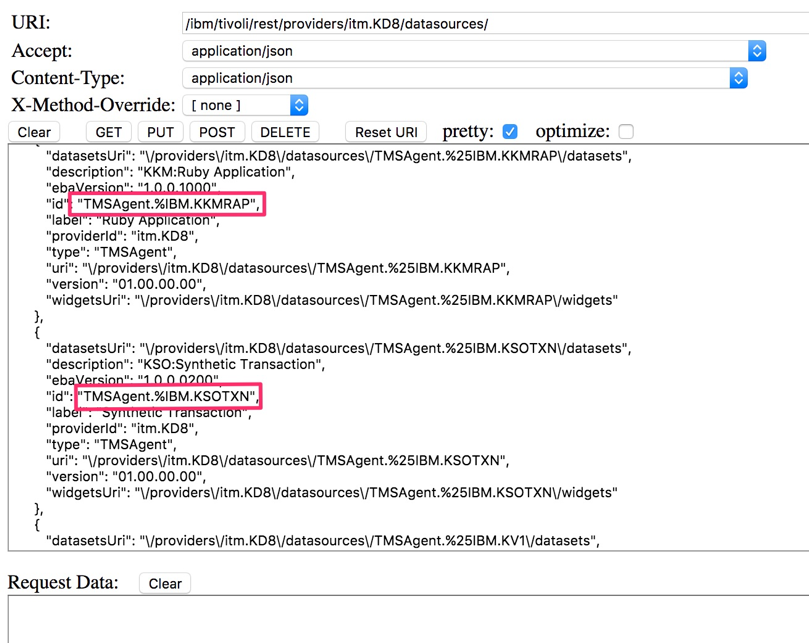 URI: /ibm/tivoli/rest/providers/itm.KD8/datasources/
Accept: application/json
Content-Type: application/json
X-Method-Override: [ none ]
Clear GET PUT POST DELETE Reset URI pretty: optimize:
{
"datasetsUri": "\/providers\/itm.KD8\/datasources\/TMSAgent.%25IBM.KKMRAP\/datasets",
"description": "KKM:Ruby Application",
"ebaVersion": "1.0.0.1000",
"id": "TMSAgent.%IBM.KKMRAP",
"label": "Ruby Application",
"providerId": "itm.KD8",
"type": "TMSAgent",
"uri": "\/providers\/itm.KD8\/datasources\/TMSAgent.%25IBM.KKMRAP",
"version": "01.00.00.00",
"widgetsUri": "\/providers\/itm.KD8\/datasources\/TMSAgent.%25IBM.KKMRAP\/widgets"
},
{
"datasetsUri": "\/providers\/itm.KD8\/datasources\/TMSAgent.%25IBM.KSOTXN\/datasets",
"description": "KSO:Synthetic Transaction",
"ebaVersion": "1.0.0.0200",
"id": "TMSAgent.%IBM.KSOTXN",
"label": "Synthetic Transaction",
"providerId": "itm.KD8",
"type": "TMSAgent",
"uri": "\/providers\/itm.KD8\/datasources\/TMSAgent.%25IBM.KSOTXN",
"version": "01.00.00.00",
"widgetsUri": "\/providers\/itm.KD8\/datasources\/TMSAgent.%25IBM.KSOTXN\/widgets"
},
{
"datasetsUri": "\/providers\/itm.KD8\/datasources\/TMSAgent.%25IBM.KV1\/datasets",
Request Data: Clear